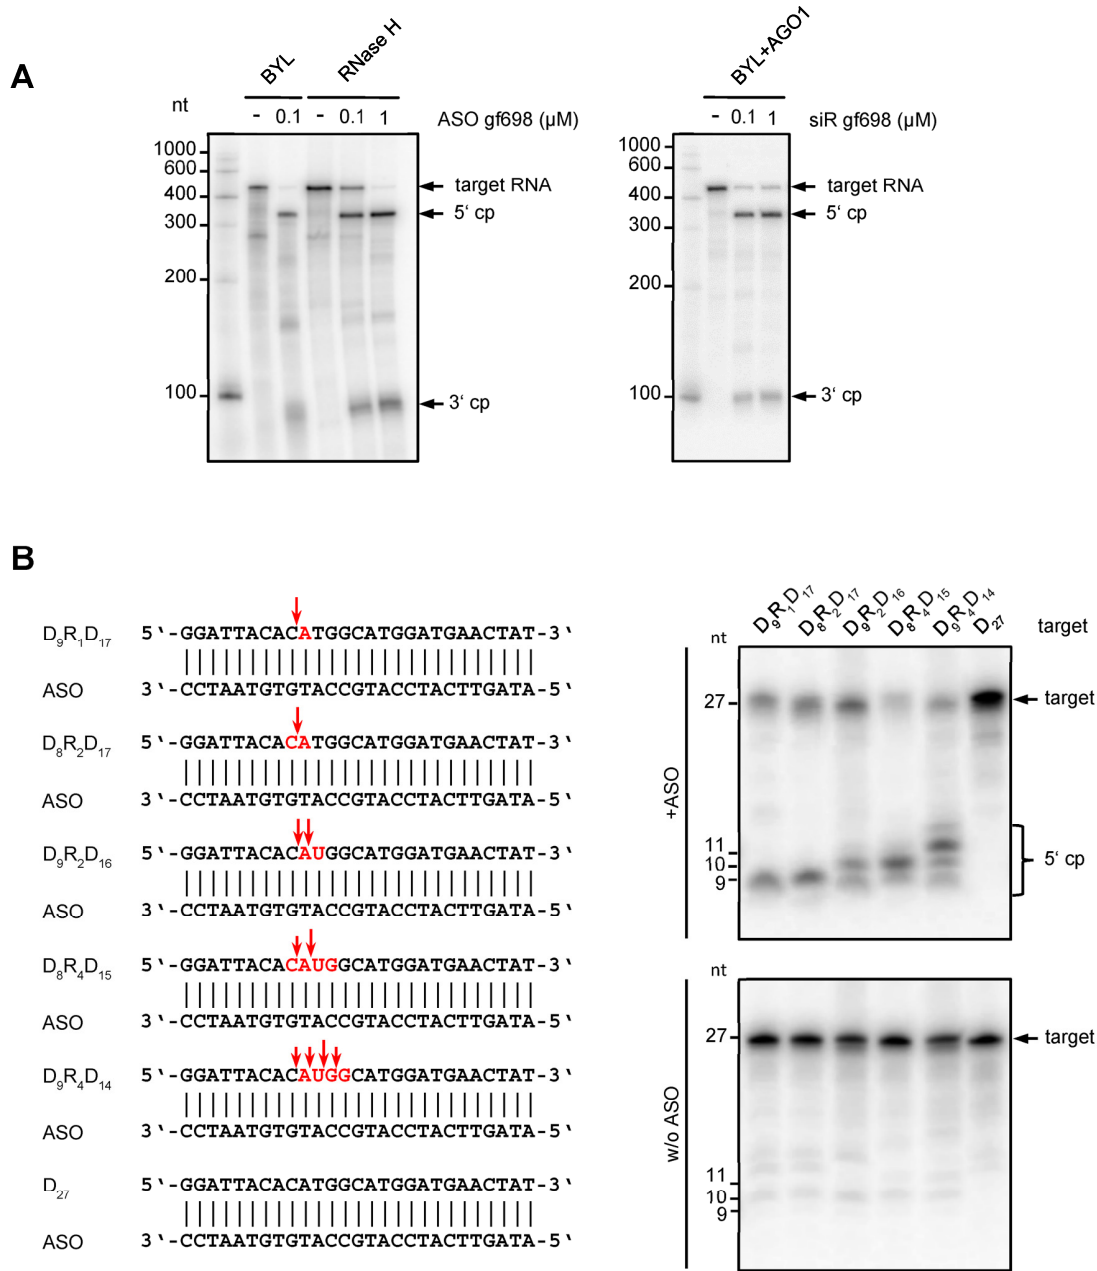 A
BYL
RNase H
nt
- 0.1 - 0.1 1 ASO gf698 (µM)
1000
600
400
300
200
100
target RNA
5‘ cp
3‘ cp
BYL+AGO1
- 0.1 1 siR gf698 (µM)
1000
600
400
300
200
100
target RNA
5‘ cp
3‘ cp
B
D9R1D17 5‘-GGATTACACATGGCATGGATGAACTAT-3‘
ASO 3‘-CCTAATGTGTACCGTACCTACTTGATA-5‘
D8R2D17 5‘-GGATTACACATGGCATGGATGAACTAT-3‘
ASO 3‘-CCTAATGTGTACCGTACCTACTTGATA-5‘
D9R2D16 5‘-GGATTACACAUGGCATGGATGAACTAT-3‘
ASO 3‘-CCTAATGTGTACCGTACCTACTTGATA-5‘
D8R4D15 5‘-GGATTACACAUGGCATGGATGAACTAT-3‘
ASO 3‘-CCTAATGTGTACCGTACCTACTTGATA-5‘
D9R4D14 5‘-GGATTACACAUGGCATGGATGAACTAT-3‘
ASO 3‘-CCTAATGTGTACCGTACCTACTTGATA-5‘
D27 5‘-GGATTACACATGGCATGGATGAACTAT-3‘
ASO 3‘-CCTAATGTGTACCGTACCTACTTGATA-5‘
D9R1D17
D8R2D17
D9R2D16
D8R4D15
D9R4D14
D27
target
nt
27
11
10
9
target
5‘ cp
+ASO
nt
27
11
10
9
target
w/o ASO